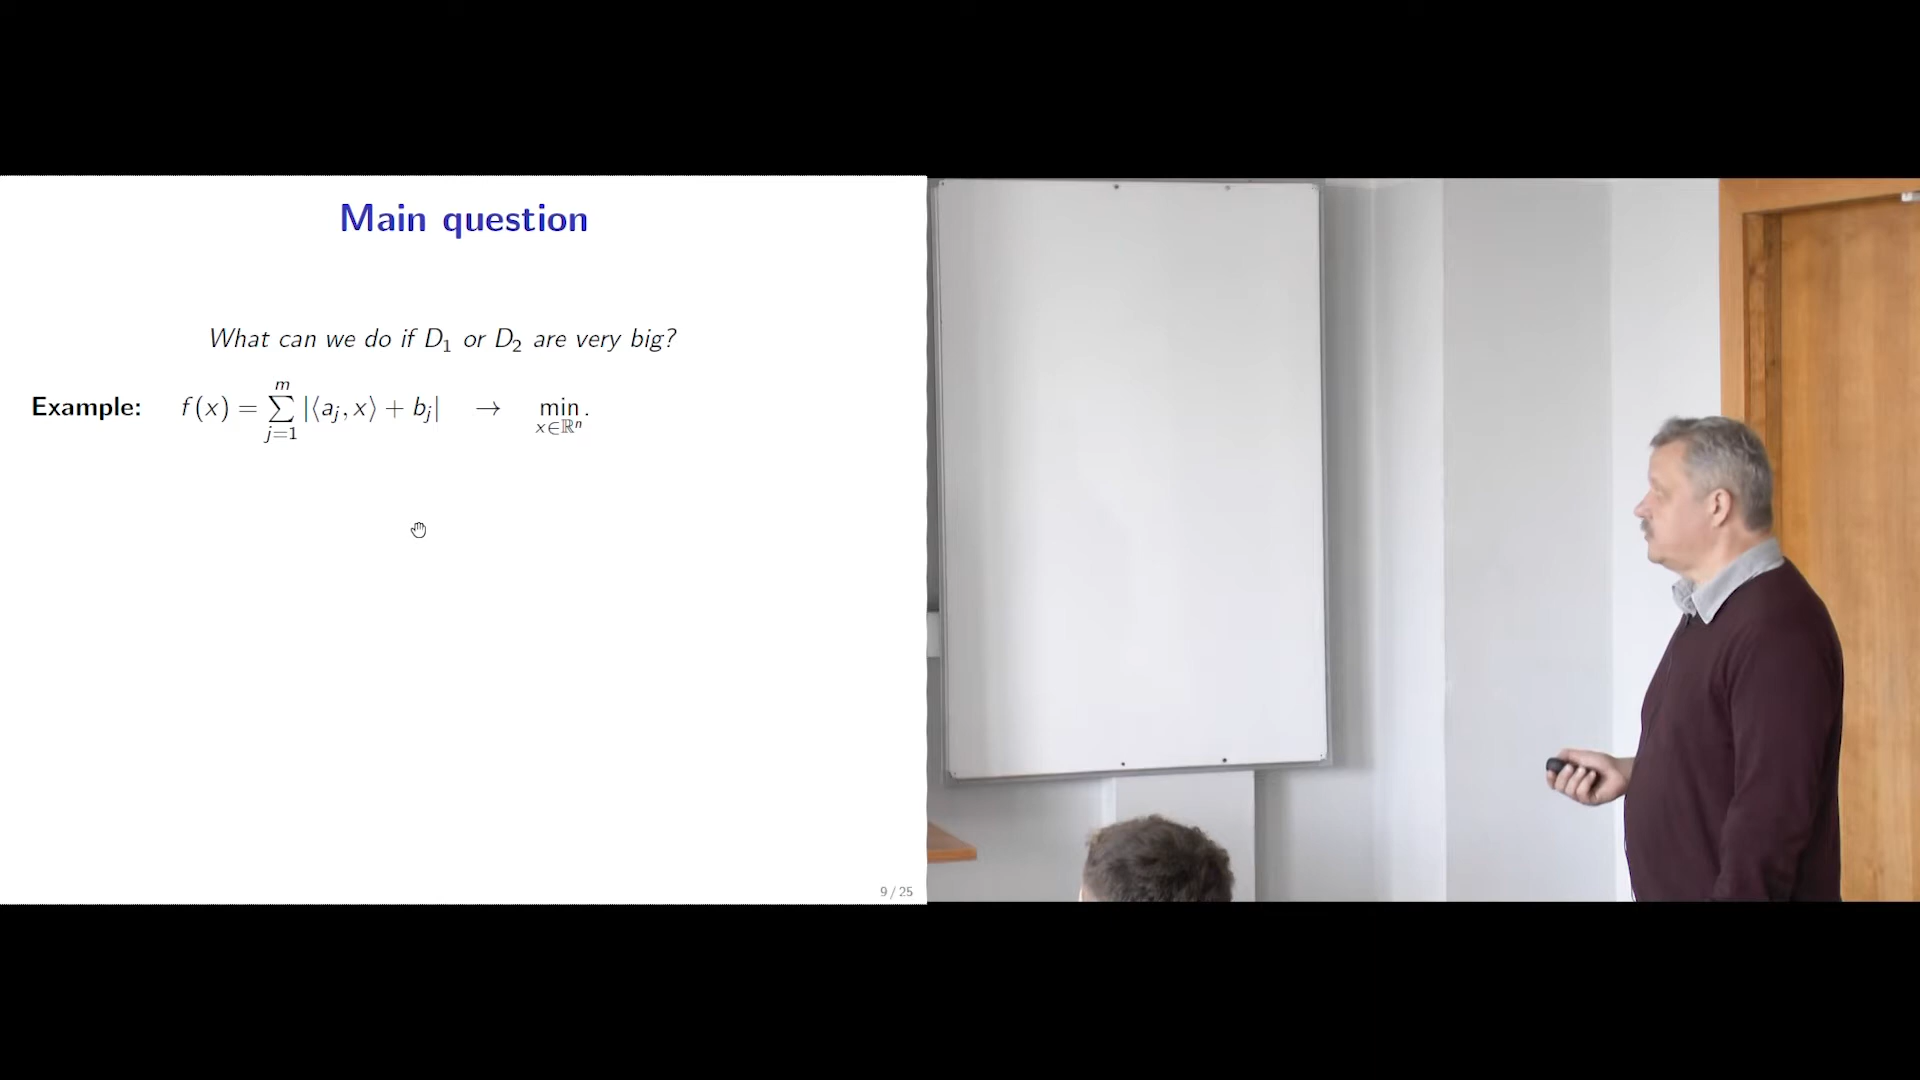 Main question
What can we do if D₁ or D₂ are very big?
Example: f(x) = ∑_{j=1}^{m} |⟨a_j, x⟩ + b_j| → min_{x∈ℝⁿ}.
9 / 25